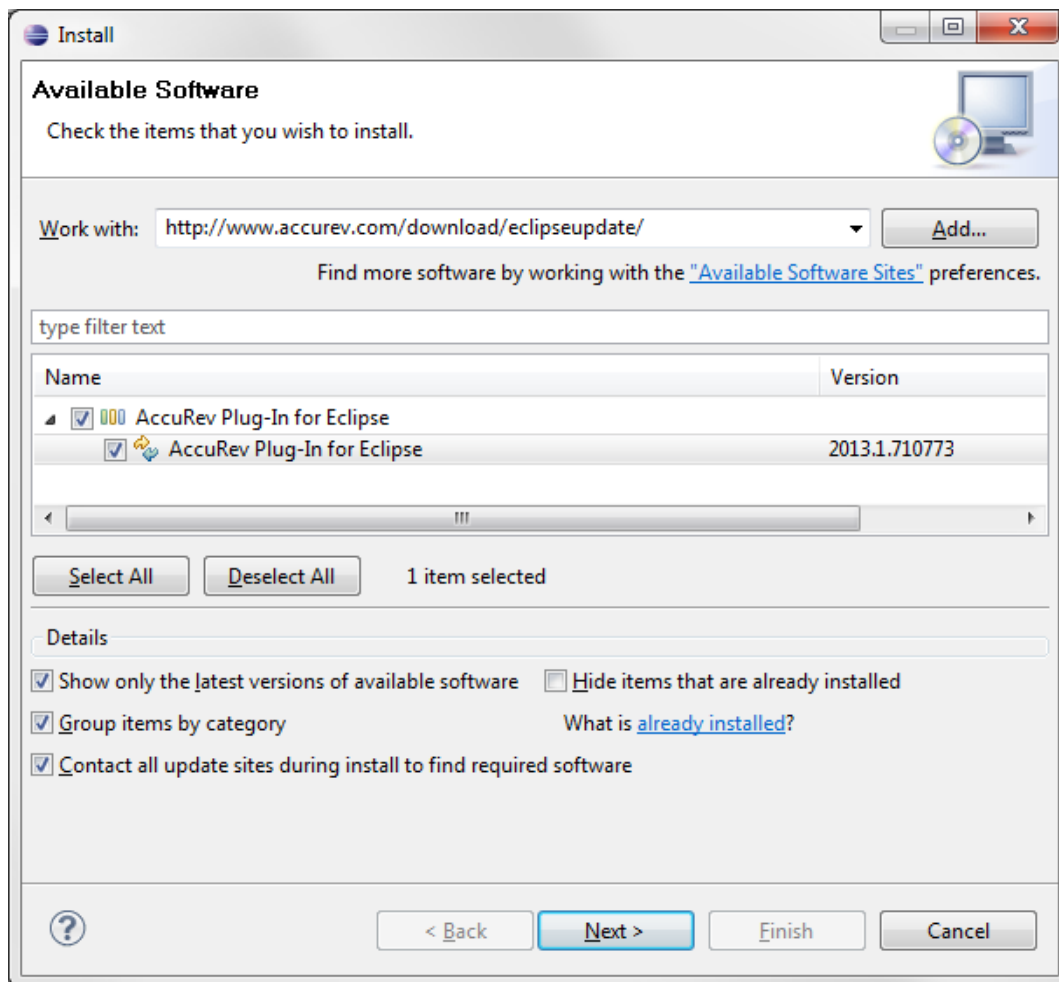 Install
Available Software
Check the items that you wish to install.
Work with: http://www.accurev.com/download/eclipseupdate/ Add...
Find more software by working with the "Available Software Sites" preferences.
type filter text
Name Version
AccuRev Plug-In for Eclipse
AccuRev Plug-In for Eclipse 2013.1.710773
Select All Deselect All 1 item selected
Details
Show only the latest versions of available software Hide items that are already installed
Group items by category What is already installed?
Contact all update sites during install to find required software
? < Back Next > Finish Cancel